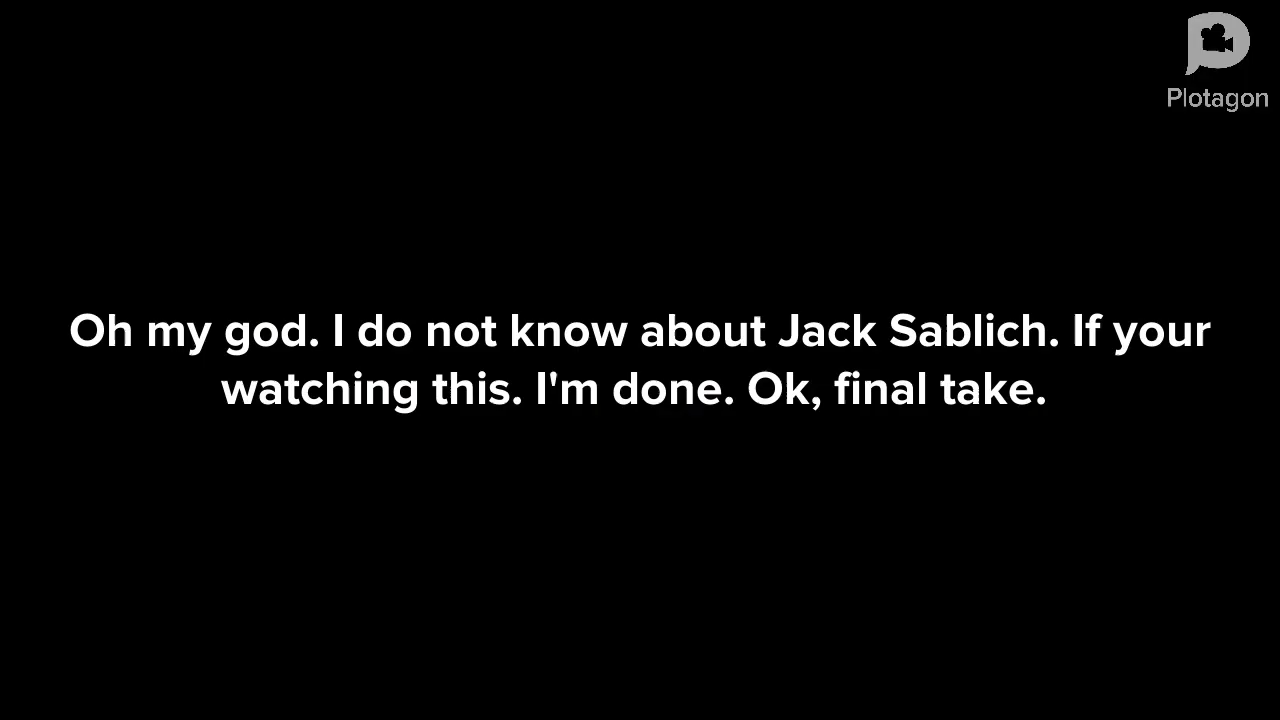 Plotagon
Oh my god. I do not know about Jack Sablich. If your
watching this. I'm done. Ok, final take.